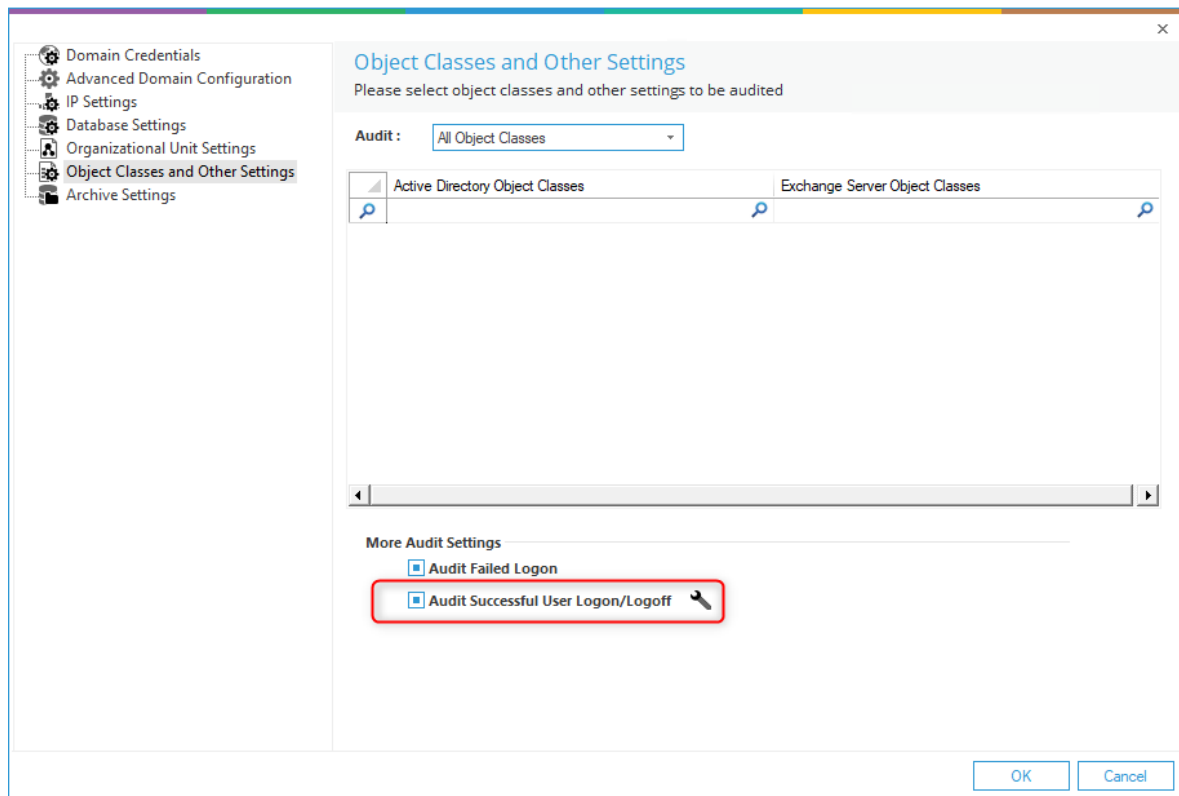 Domain Credentials
Advanced Domain Configuration
IP Settings
Database Settings
Organizational Unit Settings
Object Classes and Other Settings
Archive Settings
Object Classes and Other Settings
Please select object classes and other settings to be audited
Audit : All Object Classes
Active Directory Object Classes Exchange Server Object Classes
More Audit Settings
Audit Failed Logon
Audit Successful User Logon/Logoff
OK Cancel